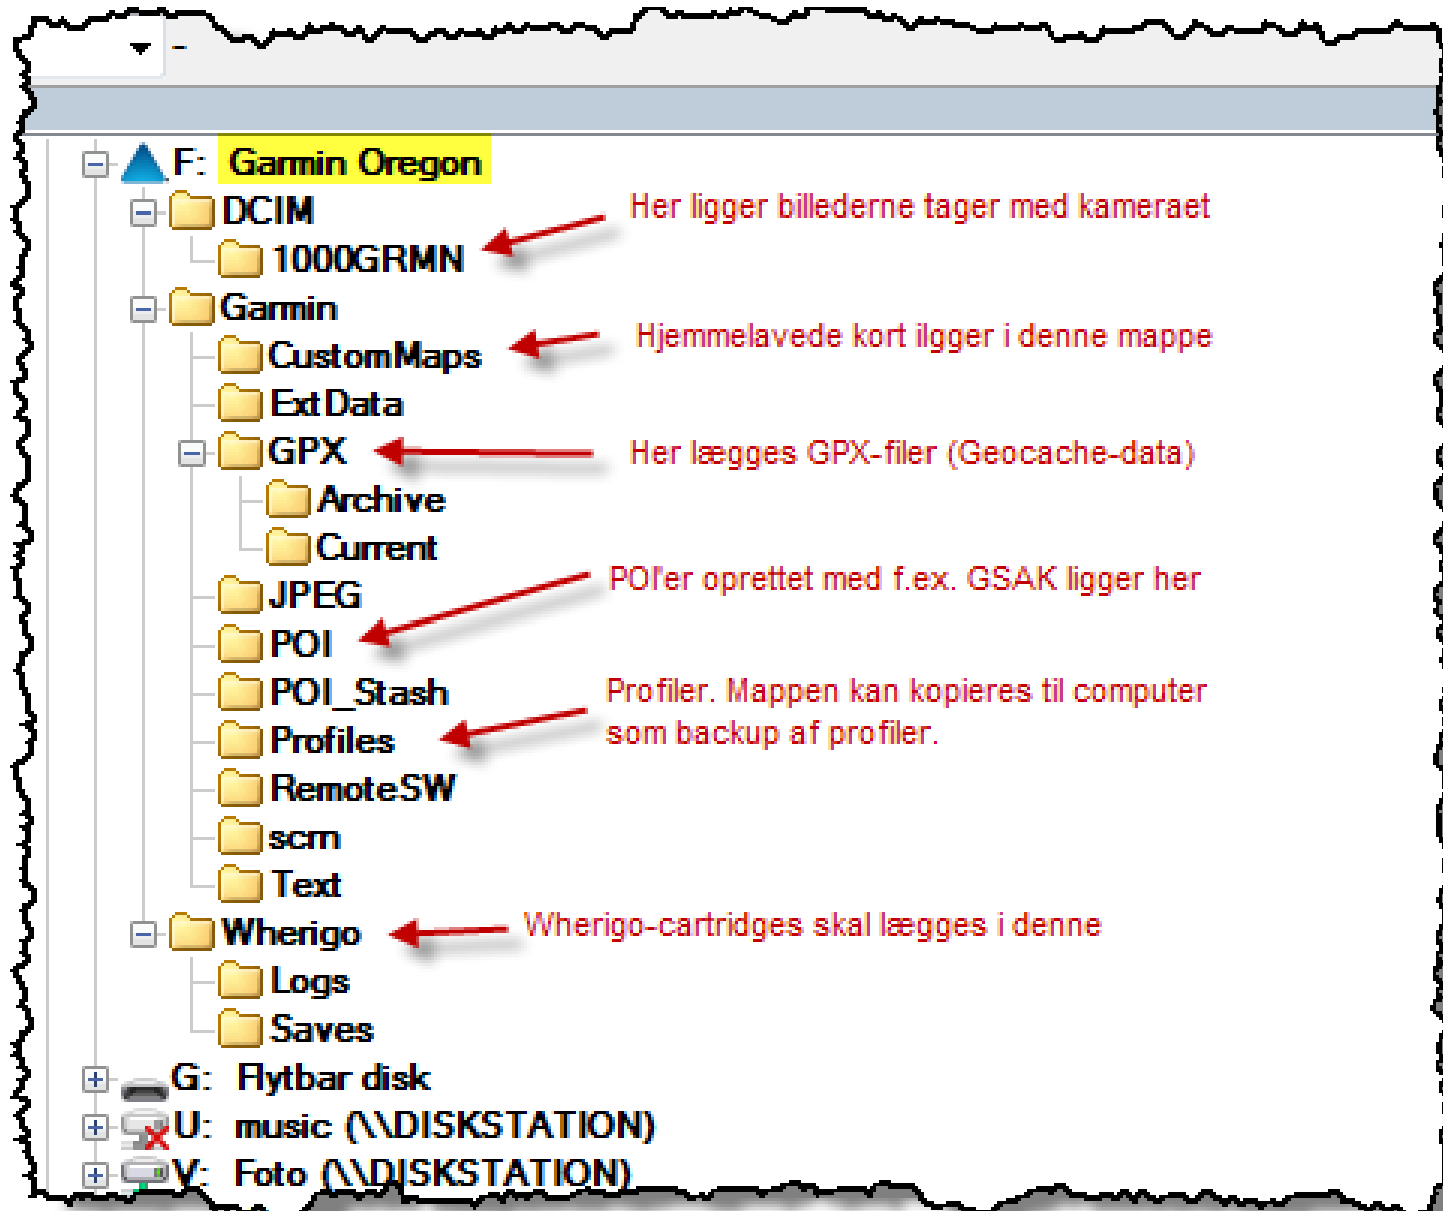 -
F: Garmin Oregon
DCIM
Her ligger billederne tager med kameraet
1000GRMN
Garmin
CustomMaps
Hjemmelavede kort ilgger i denne mappe
ExtData
GPX
Her lægges GPX-filer (Geocache-data)
Archive
Current
POI'er oprettet med f.ex. GSAK ligger her
JPEG
POI
POI_Stash
Profiler. Mappen kan kopieres til computer
som backup af profiler.
Profiles
RemoteSW
scrn
Text
Wherigo
Wherigo-cartridges skal lægges i denne
Logs
Saves
G: Flytbar disk
U: music (\\DISKSTATION)
V: Foto (\\DISKSTATION)